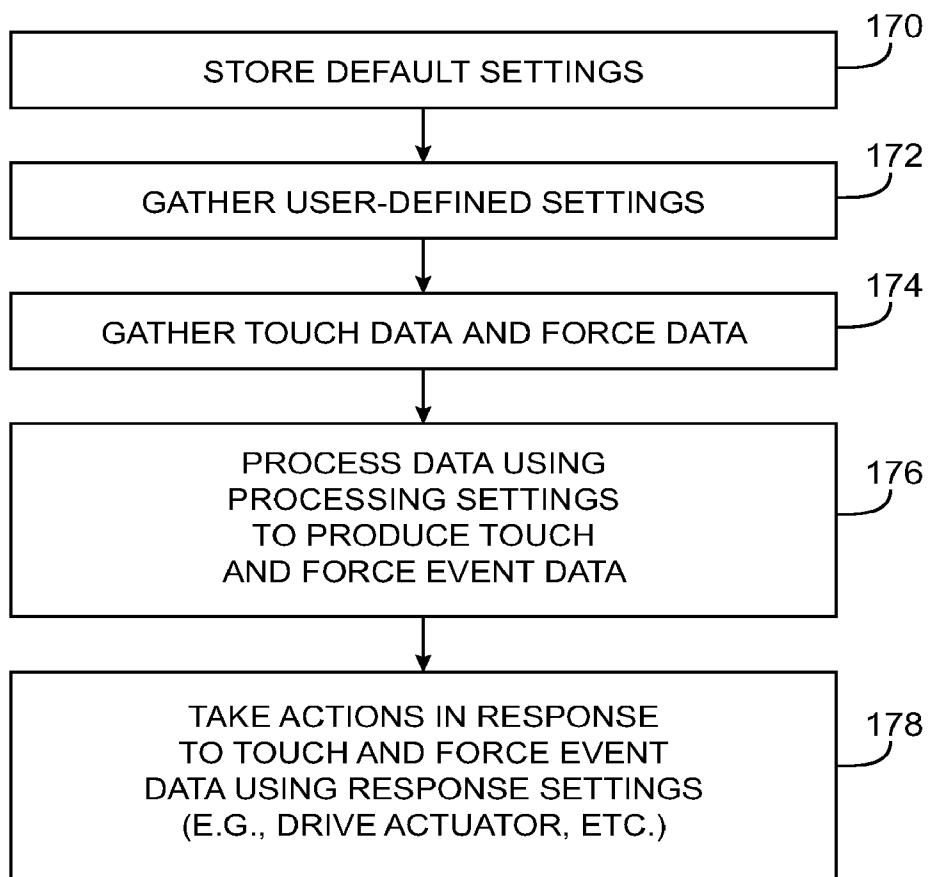 170
STORE DEFAULT SETTINGS
172
GATHER USER-DEFINED SETTINGS
174
GATHER TOUCH DATA AND FORCE DATA
PROCESS DATA USING
PROCESSING SETTINGS
TO PRODUCE TOUCH
AND FORCE EVENT DATA
176
TAKE ACTIONS IN RESPONSE
TO TOUCH AND FORCE EVENT
DATA USING RESPONSE SETTINGS
(E.G., DRIVE ACTUATOR, ETC.)
178